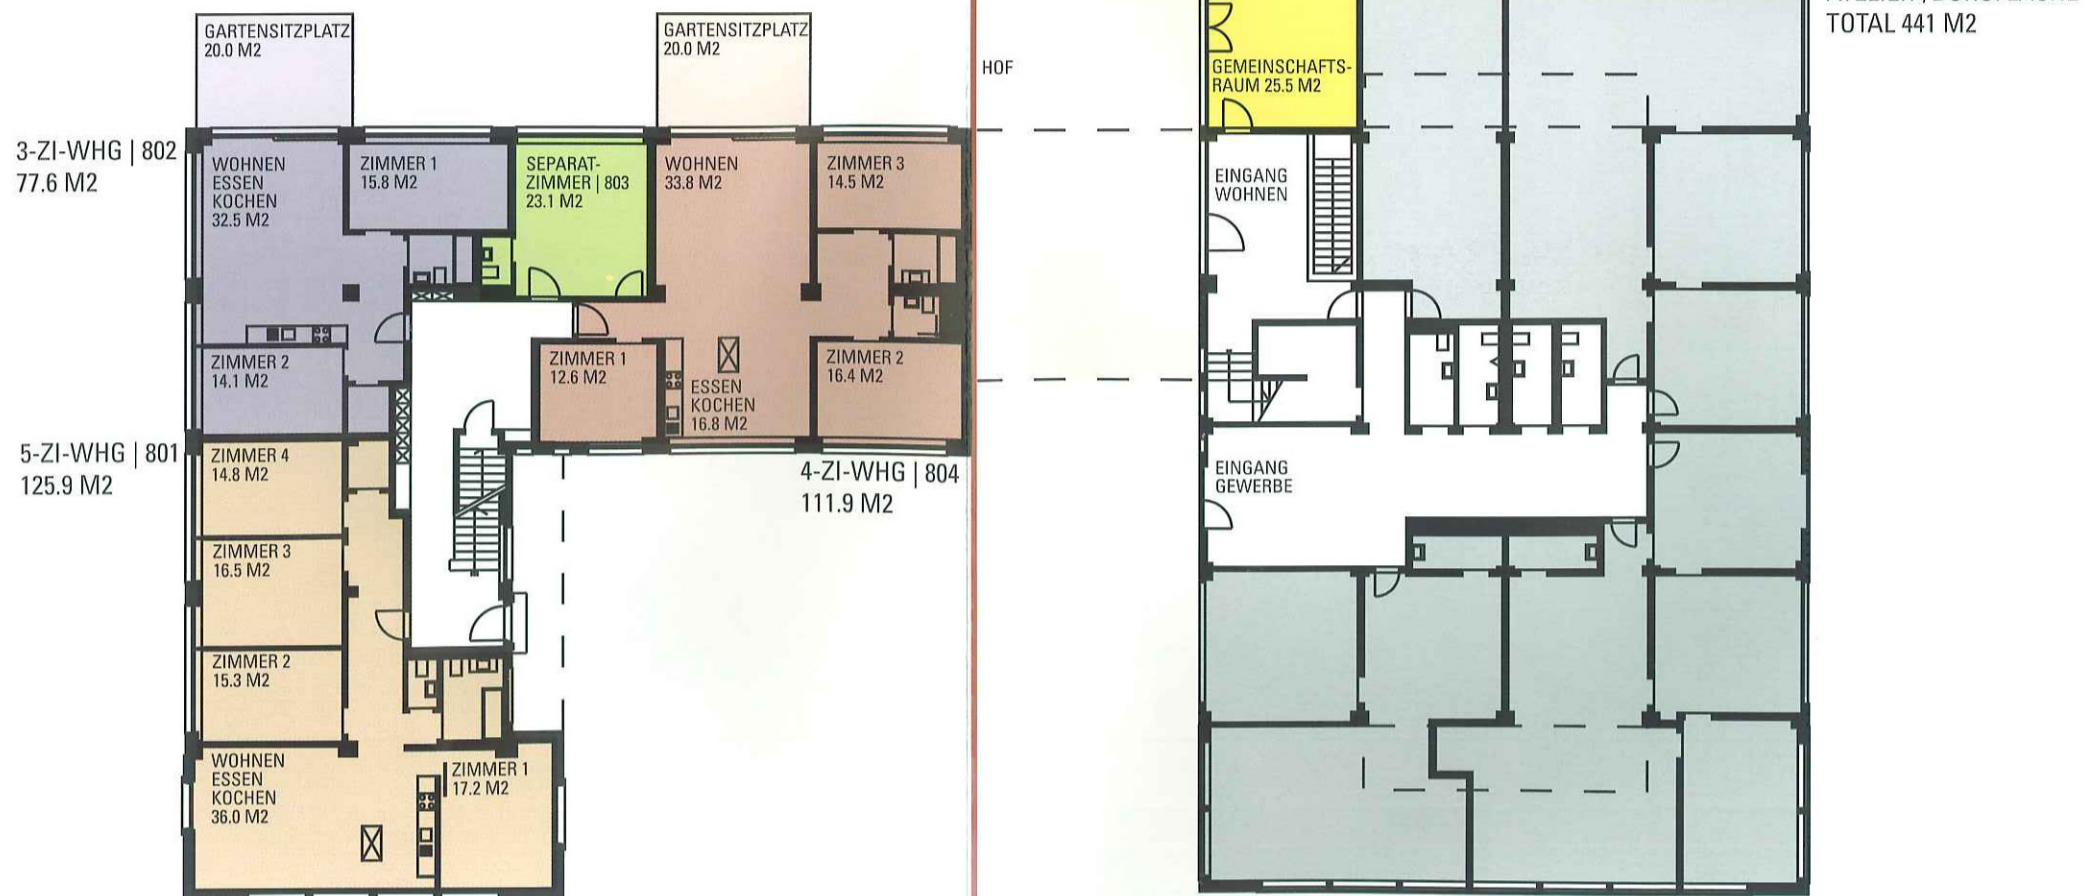 GARTENSITZPLATZ
20.0 M2
GARTENSITZPLATZ
20.0 M2
3-ZI-WHG | 802
77.6 M2
WOHNEN
ESSEN
KOCHEN
32.5 M2
ZIMMER 1
15.8 M2
SEPARAT-
ZIMMER | 803
23.1 M2
WOHNEN
33.8 M2
ZIMMER 3
14.5 M2
ZIMMER 2
14.1 M2
ZIMMER 1
12.6 M2
ESSEN
KOCHEN
16.8 M2
ZIMMER 2
16.4 M2
5-ZI-WHG | 801
125.9 M2
4-ZI-WHG | 804
111.9 M2
ZIMMER 4
14.8 M2
ZIMMER 3
16.5 M2
ZIMMER 2
15.3 M2
WOHNEN
ESSEN
KOCHEN
36.0 M2
ZIMMER 1
17.2 M2
HOF
GEMEINSCHAFTS-
RAUM 25.5 M2
EINGANG
WOHNEN
EINGANG
GEWERBE
TOTAL 441 M2